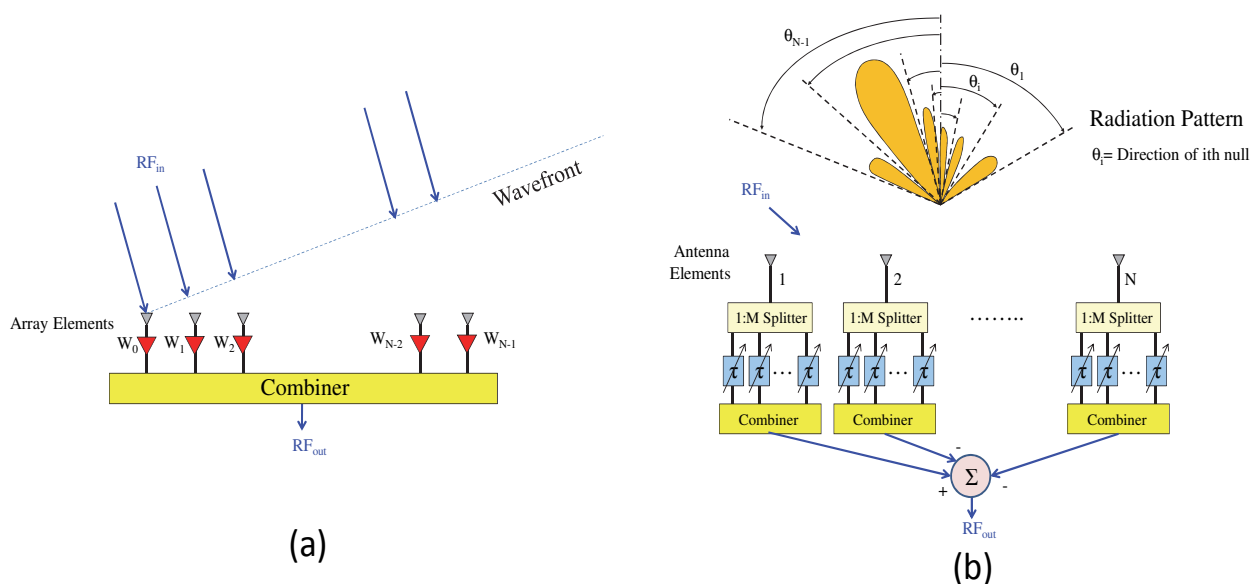 RF_in
Wavefront
Array Elements
W_0
W_1
W_2
W_N-2
W_N-1
Combiner
RF_out
(a)
θ_N-1
θ_i
θ_1
Radiation Pattern
θ_i= Direction of ith null
RF_in
Antenna
Elements
1
2
N
1:M Splitter
1:M Splitter
........
1:M Splitter
τ τ ... τ
τ τ ... τ
τ τ ... τ
Combiner
Combiner
Combiner
-
+
Σ
-
RF_out
(b)